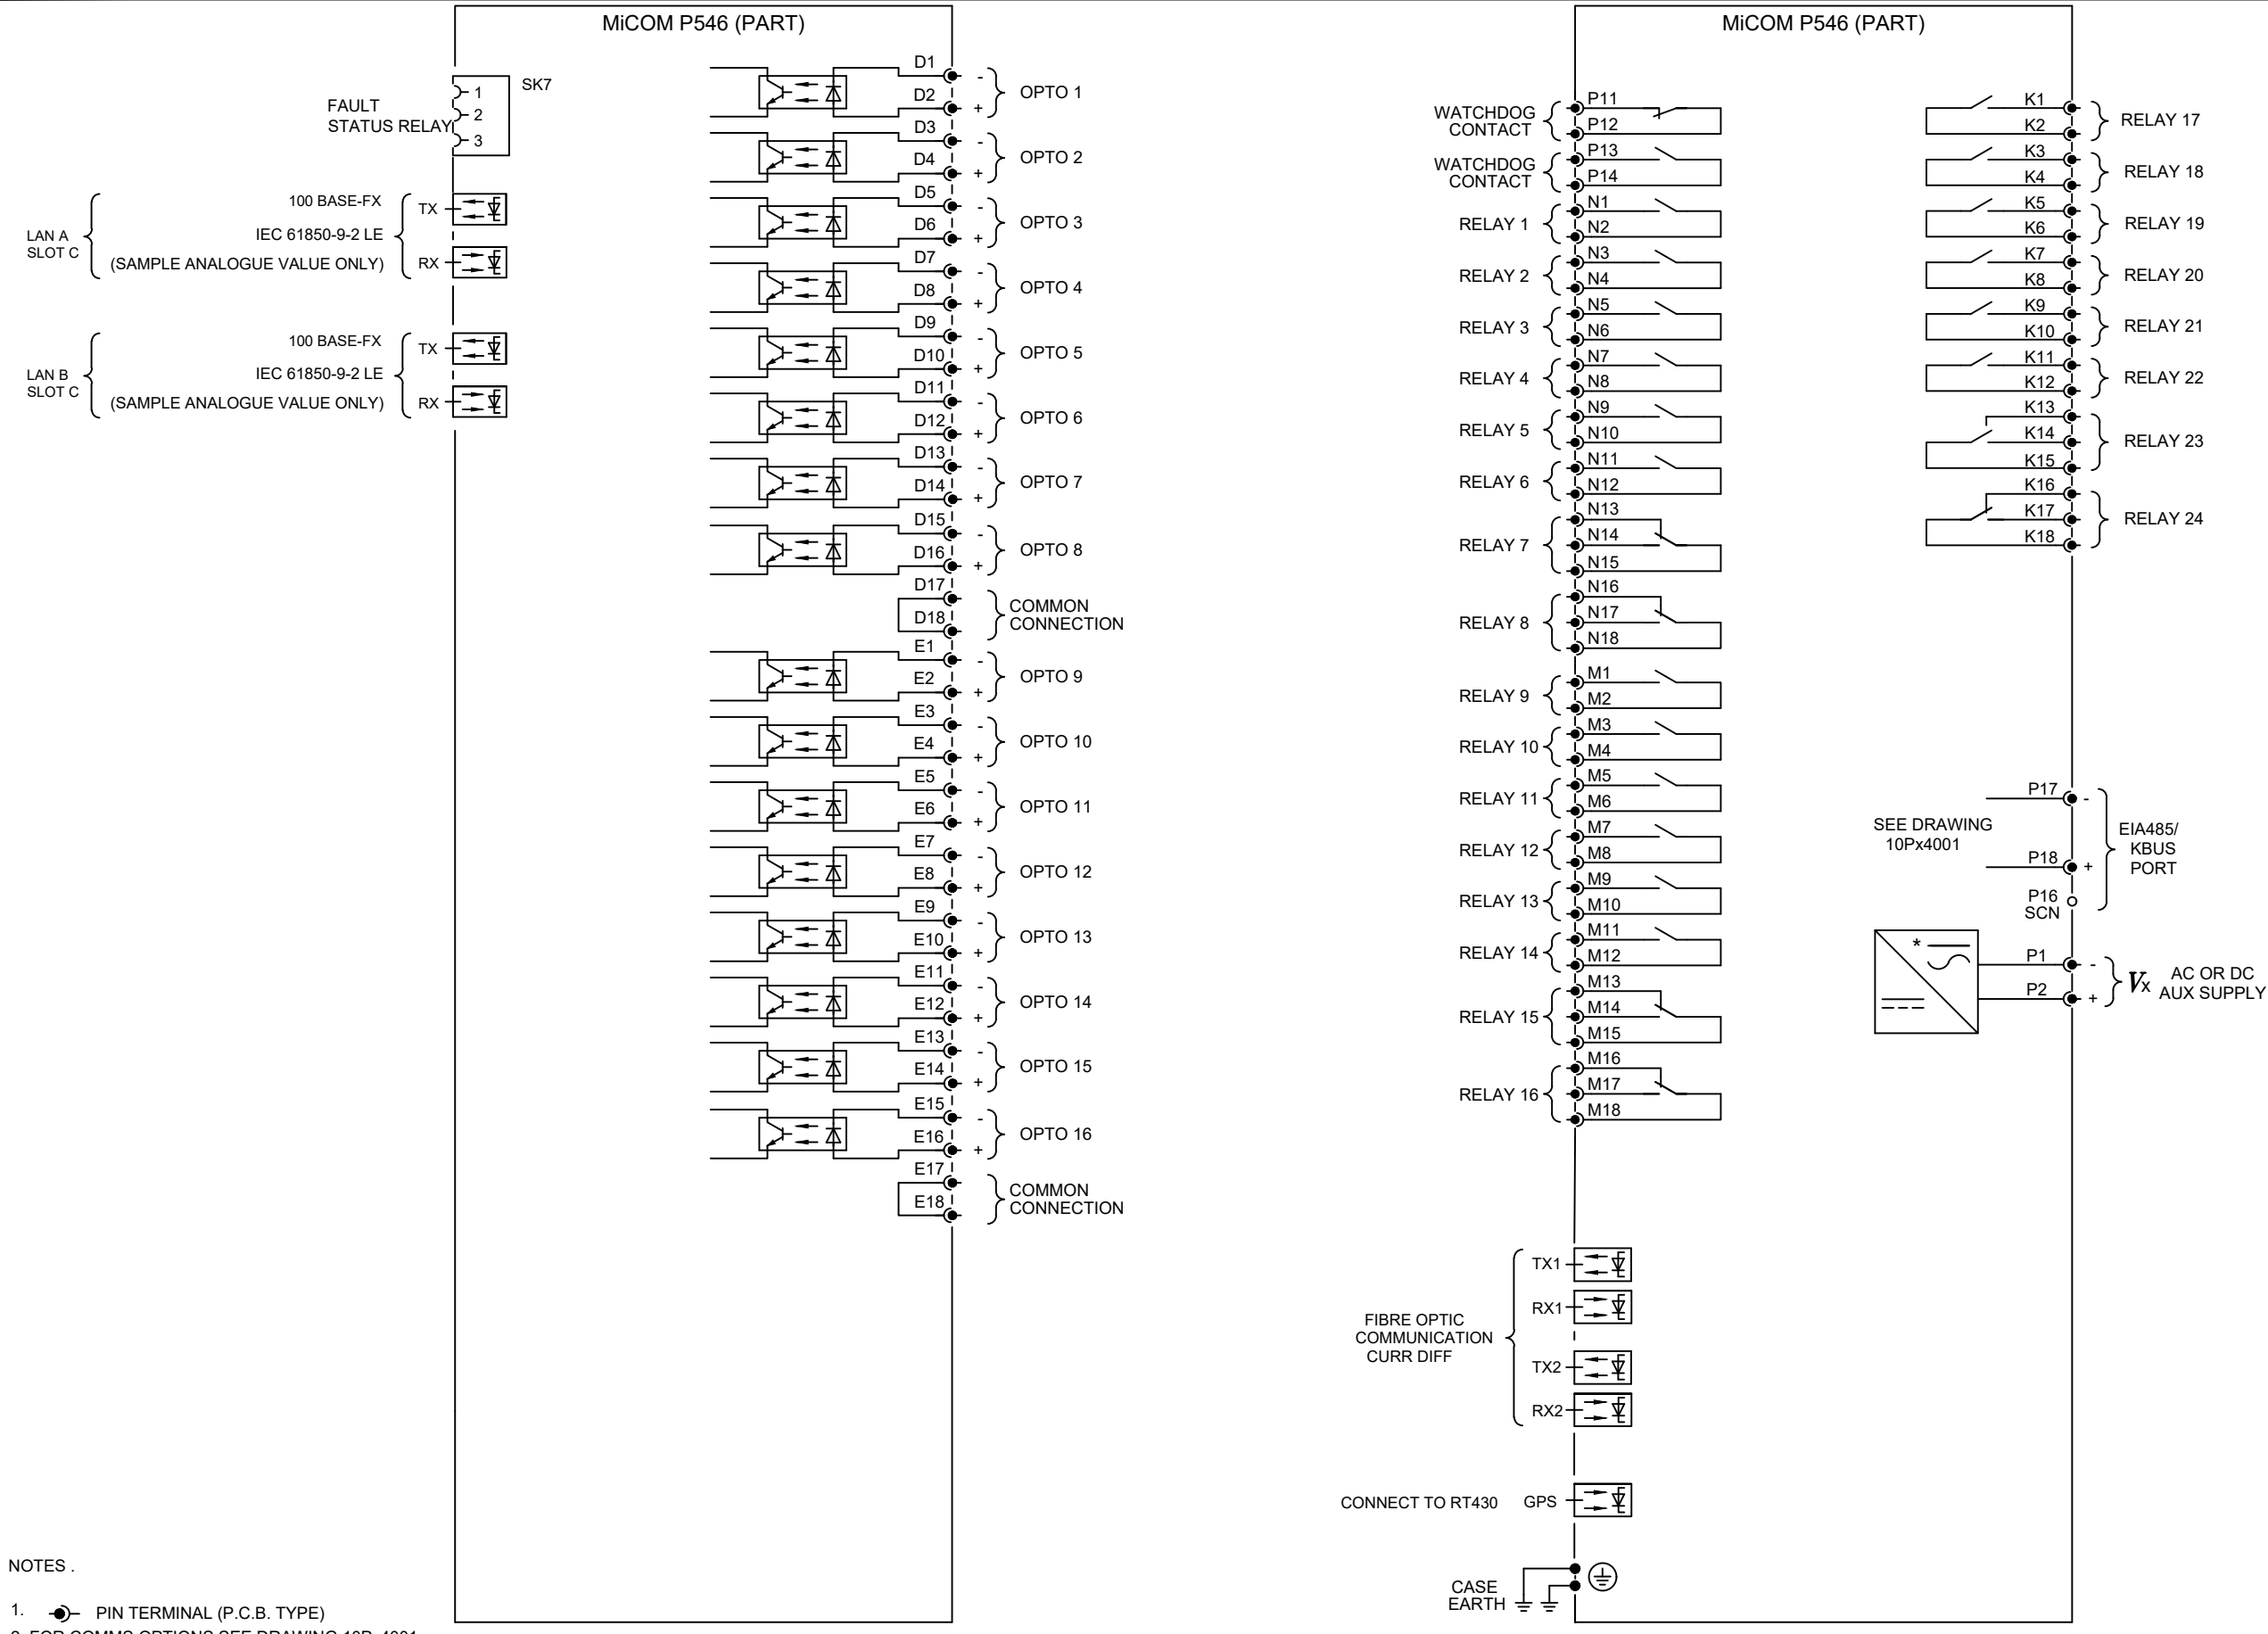 MiCOM P546 (PART)
SK7
FAULT
STATUS RELAY
1
2
3
LAN A
SLOT C
100 BASE-FX
IEC 61850-9-2 LE
(SAMPLE ANALOGUE VALUE ONLY)
TX
RX
LAN B
SLOT C
100 BASE-FX
IEC 61850-9-2 LE
(SAMPLE ANALOGUE VALUE ONLY)
TX
RX
D1 -
D2 +
OPTO 1
D3 -
D4 +
OPTO 2
D5 -
D6 +
OPTO 3
D7 -
D8 +
OPTO 4
D9 -
D10 +
OPTO 5
D11 -
D12 +
OPTO 6
D13 -
D14 +
OPTO 7
D15 -
D16 +
OPTO 8
D17
D18
COMMON
CONNECTION
E1 -
E2 +
OPTO 9
E3 -
E4 +
OPTO 10
E5 -
E6 +
OPTO 11
E7 -
E8 +
OPTO 12
E9 -
E10 +
OPTO 13
E11 -
E12 +
OPTO 14
E13 -
E14 +
OPTO 15
E15 -
E16 +
OPTO 16
E17
E18
COMMON
CONNECTION
NOTES .
1. PIN TERMINAL (P.C.B. TYPE)
MiCOM P546 (PART)
WATCHDOG
CONTACT
P11
P12
WATCHDOG
CONTACT
P13
P14
RELAY 1
N1
N2
RELAY 2
N3
N4
RELAY 3
N5
N6
RELAY 4
N7
N8
RELAY 5
N9
N10
RELAY 6
N11
N12
RELAY 7
N13
N14
N15
RELAY 8
N16
N17
N18
RELAY 9
M1
M2
RELAY 10
M3
M4
RELAY 11
M5
M6
RELAY 12
M7
M8
RELAY 13
M9
M10
RELAY 14
M11
M12
RELAY 15
M13
M14
M15
RELAY 16
M16
M17
M18
FIBRE OPTIC
COMMUNICATION
CURR DIFF
TX1
RX1
TX2
RX2
CONNECT TO RT430 GPS
CASE
EARTH
K1
K2
RELAY 17
K3
K4
RELAY 18
K5
K6
RELAY 19
K7
K8
RELAY 20
K9
K10
RELAY 21
K11
K12
RELAY 22
K13
K14
K15
RELAY 23
K16
K17
K18
RELAY 24
SEE DRAWING
10Px4001
P17 -
P18 +
P16
SCN
EIA485/
KBUS
PORT
*
P1 -
P2 +
Vx
AC OR DC
AUX SUPPLY